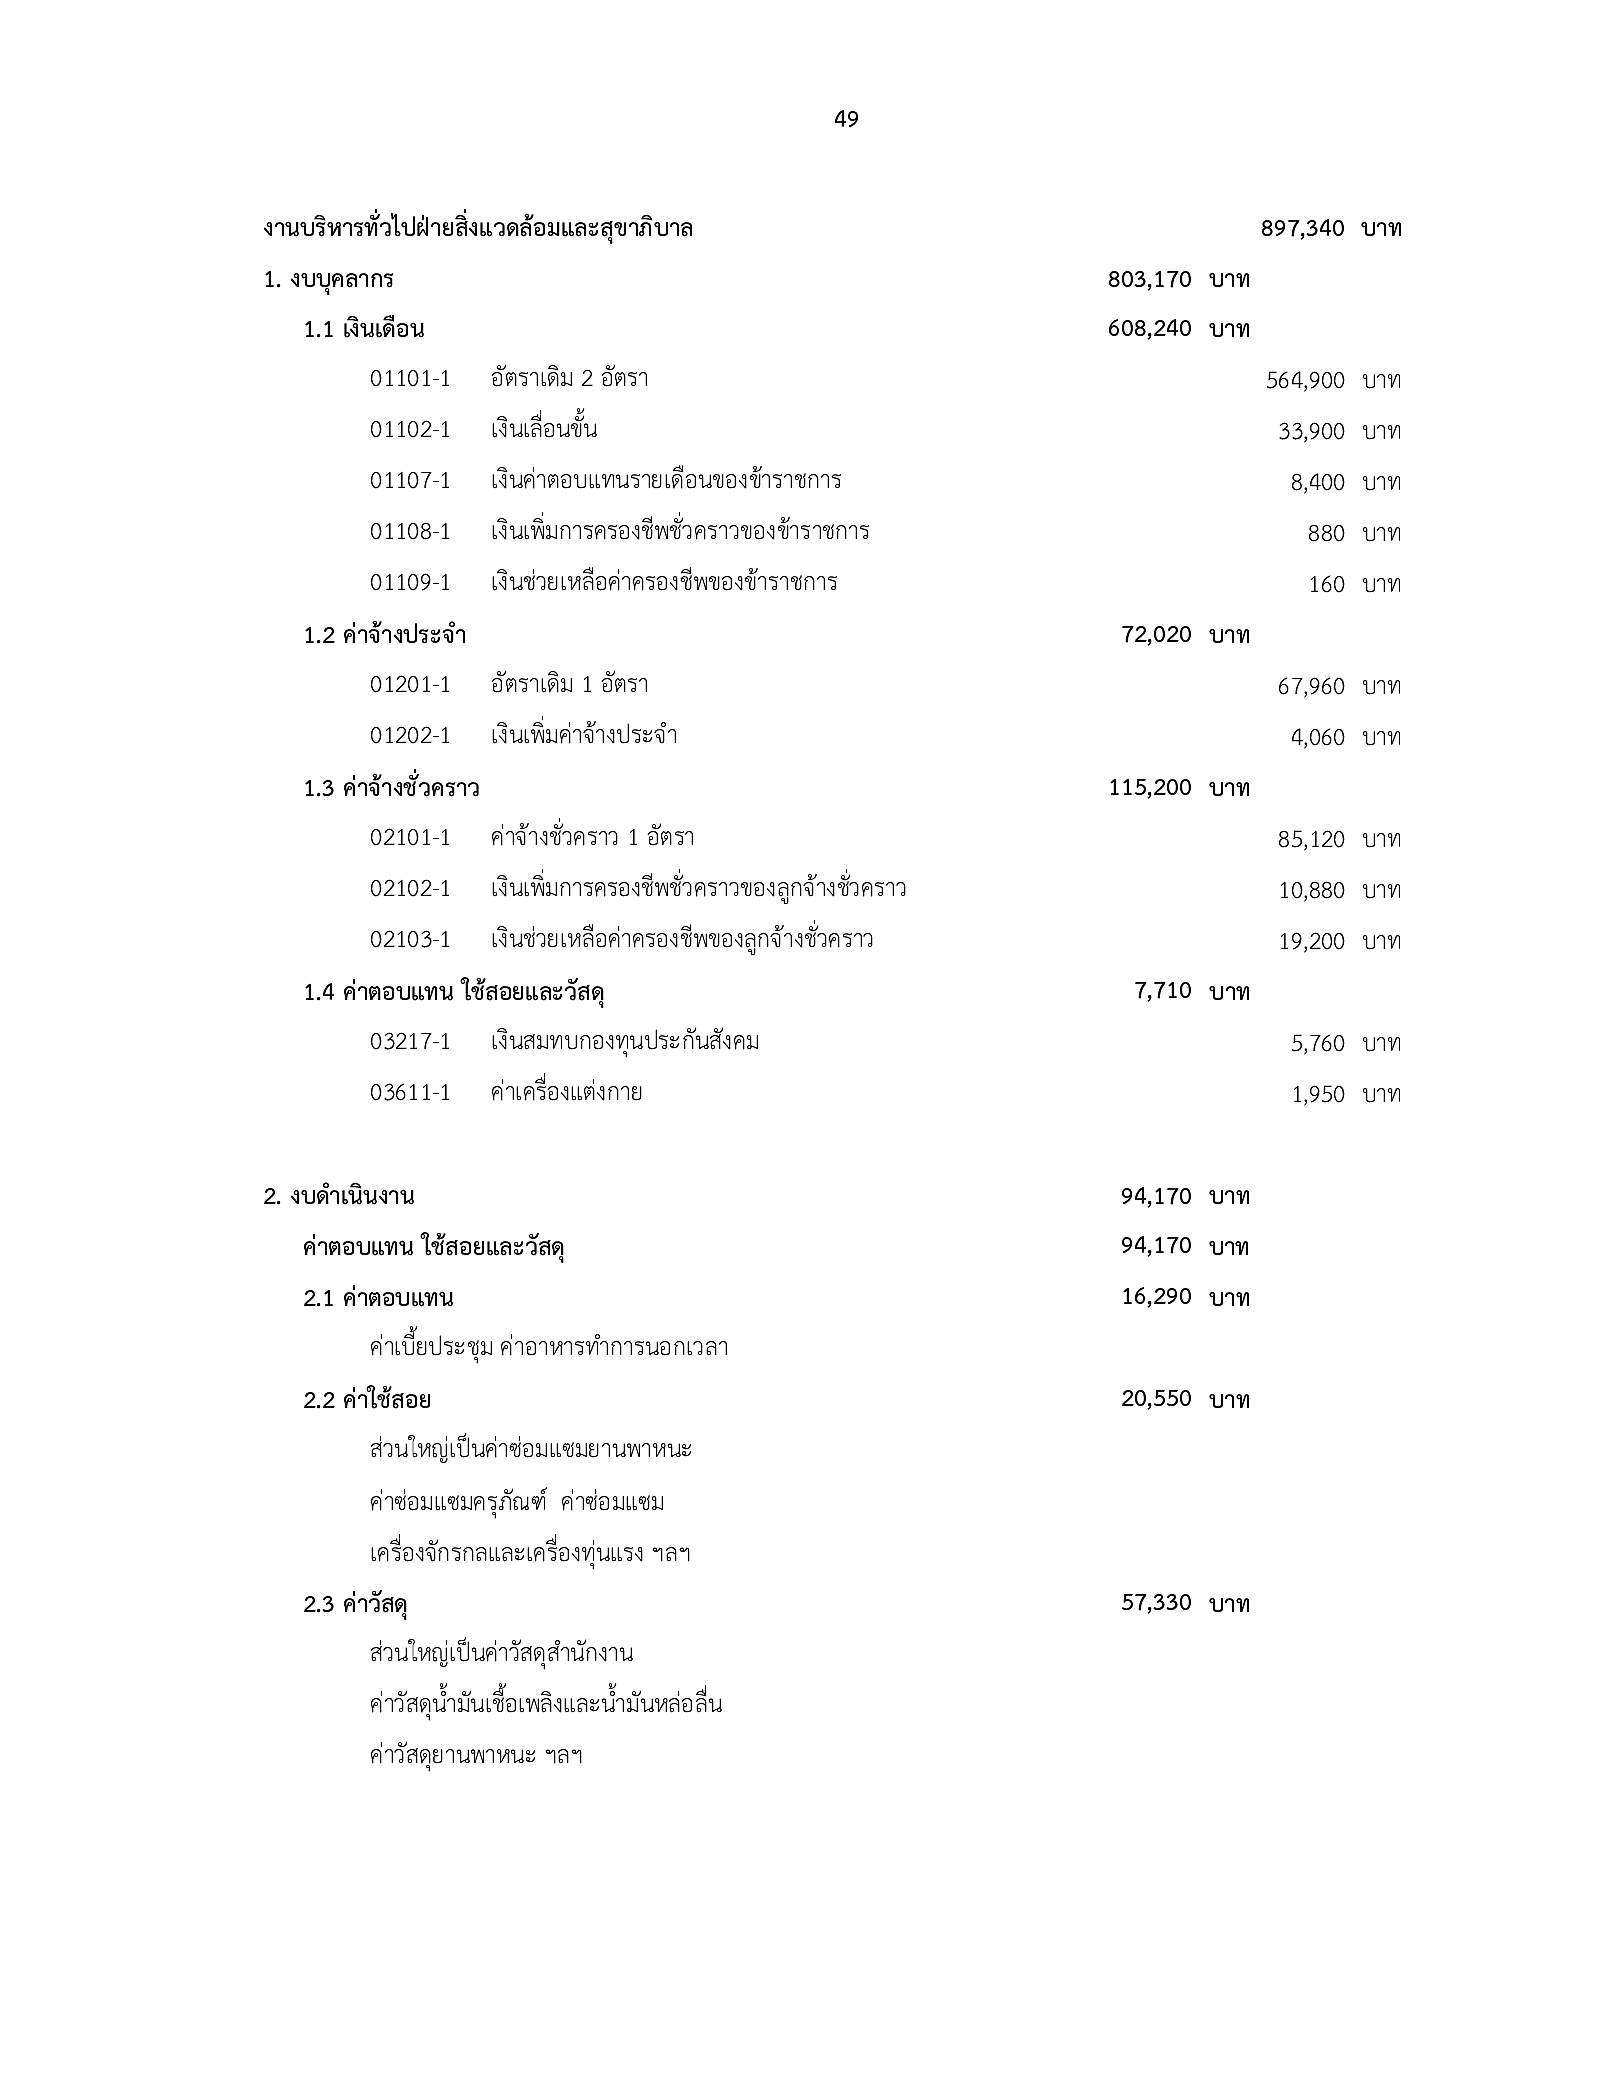 49
งานบริหารทั่วไปฝ่ายสิ่งแวดล้อมและสุขาภิบาล 897,340 บาท
1. งบบุคลากร 803,170 บาท
1.1 เงินเดือน 608,240 บาท
01101-1 อัตราเดิม 2 อัตรา 564,900 บาท
01102-1 เงินเลื่อนขั้น 33,900 บาท
01107-1 เงินค่าตอบแทนรายเดือนของข้าราชการ 8,400 บาท
01108-1 เงินเพิ่มการครองชีพชั่วคราวของข้าราชการ 880 บาท
01109-1 เงินช่วยเหลือค่าครองชีพของข้าราชการ 160 บาท
1.2 ค่าจ้างประจำ 72,020 บาท
01201-1 อัตราเดิม 1 อัตรา 67,960 บาท
01202-1 เงินเพิ่มค่าจ้างประจำ 4,060 บาท
1.3 ค่าจ้างชั่วคราว 115,200 บาท
02101-1 ค่าจ้างชั่วคราว 1 อัตรา 85,120 บาท
02102-1 เงินเพิ่มการครองชีพชั่วคราวของลูกจ้างชั่วคราว 10,880 บาท
02103-1 เงินช่วยเหลือค่าครองชีพของลูกจ้างชั่วคราว 19,200 บาท
1.4 ค่าตอบแทน ใช้สอยและวัสดุ 7,710 บาท
03217-1 เงินสมทบกองทุนประกันสังคม 5,760 บาท
03611-1 ค่าเครื่องแต่งกาย 1,950 บาท
2. งบดำเนินงาน 94,170 บาท
ค่าตอบแทน ใช้สอยและวัสดุ 94,170 บาท
2.1 ค่าตอบแทน 16,290 บาท
ค่าเบี้ยประชุม ค่าอาหารทำการนอกเวลา
2.2 ค่าใช้สอย 20,550 บาท
ส่วนใหญ่เป็นค่าซ่อมแซมยานพาหนะ
ค่าซ่อมแซมครุภัณฑ์ ค่าซ่อมแซม
เครื่องจักรกลและเครื่องทุ่นแรง ฯลฯ
2.3 ค่าวัสดุ 57,330 บาท
ส่วนใหญ่เป็นค่าวัสดุสำนักงาน
ค่าวัสดุน้ำมันเชื้อเพลิงและน้ำมันหล่อลื่น
ค่าวัสดุยานพาหนะ ฯลฯ